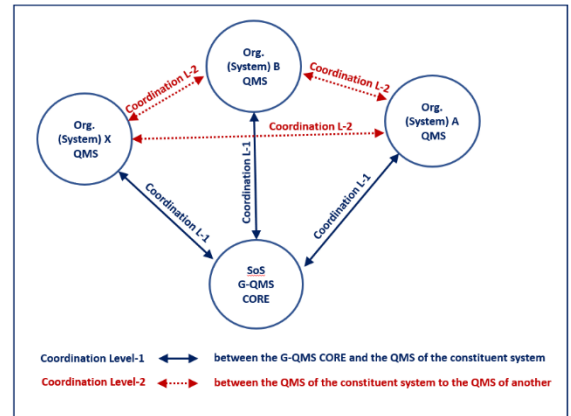 Org.
(System) B
QMS
Coordination L-2
Coordination L-2
Org.
(System) X
QMS
Org.
(System) A
QMS
Coordination L-2
Coordination L-1
Coordination L-1
Coordination L-1
SoS
G-QMS
CORE
Coordination Level-1 between the G-QMS CORE and the QMS of the constituent system
Coordination Level-2 between the QMS of the constituent system to the QMS of another